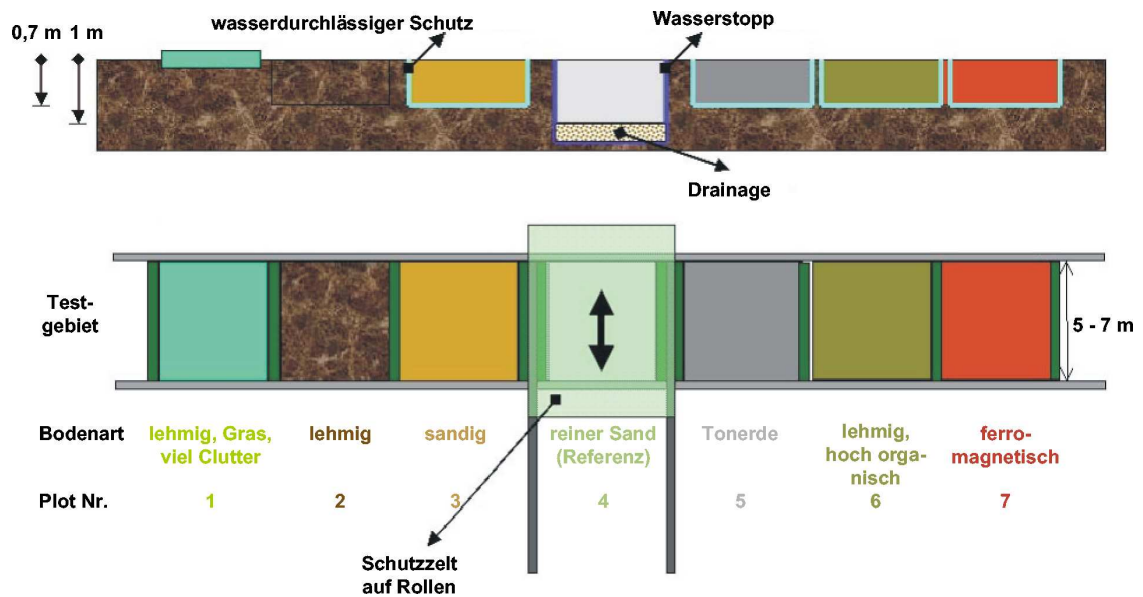 wasserdurchlässiger Schutz
Wasserstopp
0,7 m 1 m
Drainage
Test-
gebiet
5 - 7 m
Bodenart
lehmig, Gras,
viel Clutter
lehmig
sandig
reiner Sand
(Referenz)
Tonerde
lehmig,
hoch orga-
nisch
ferro-
magnetisch
Plot Nr.
1
2
3
4
5
6
7
Schutzzelt
auf Rollen